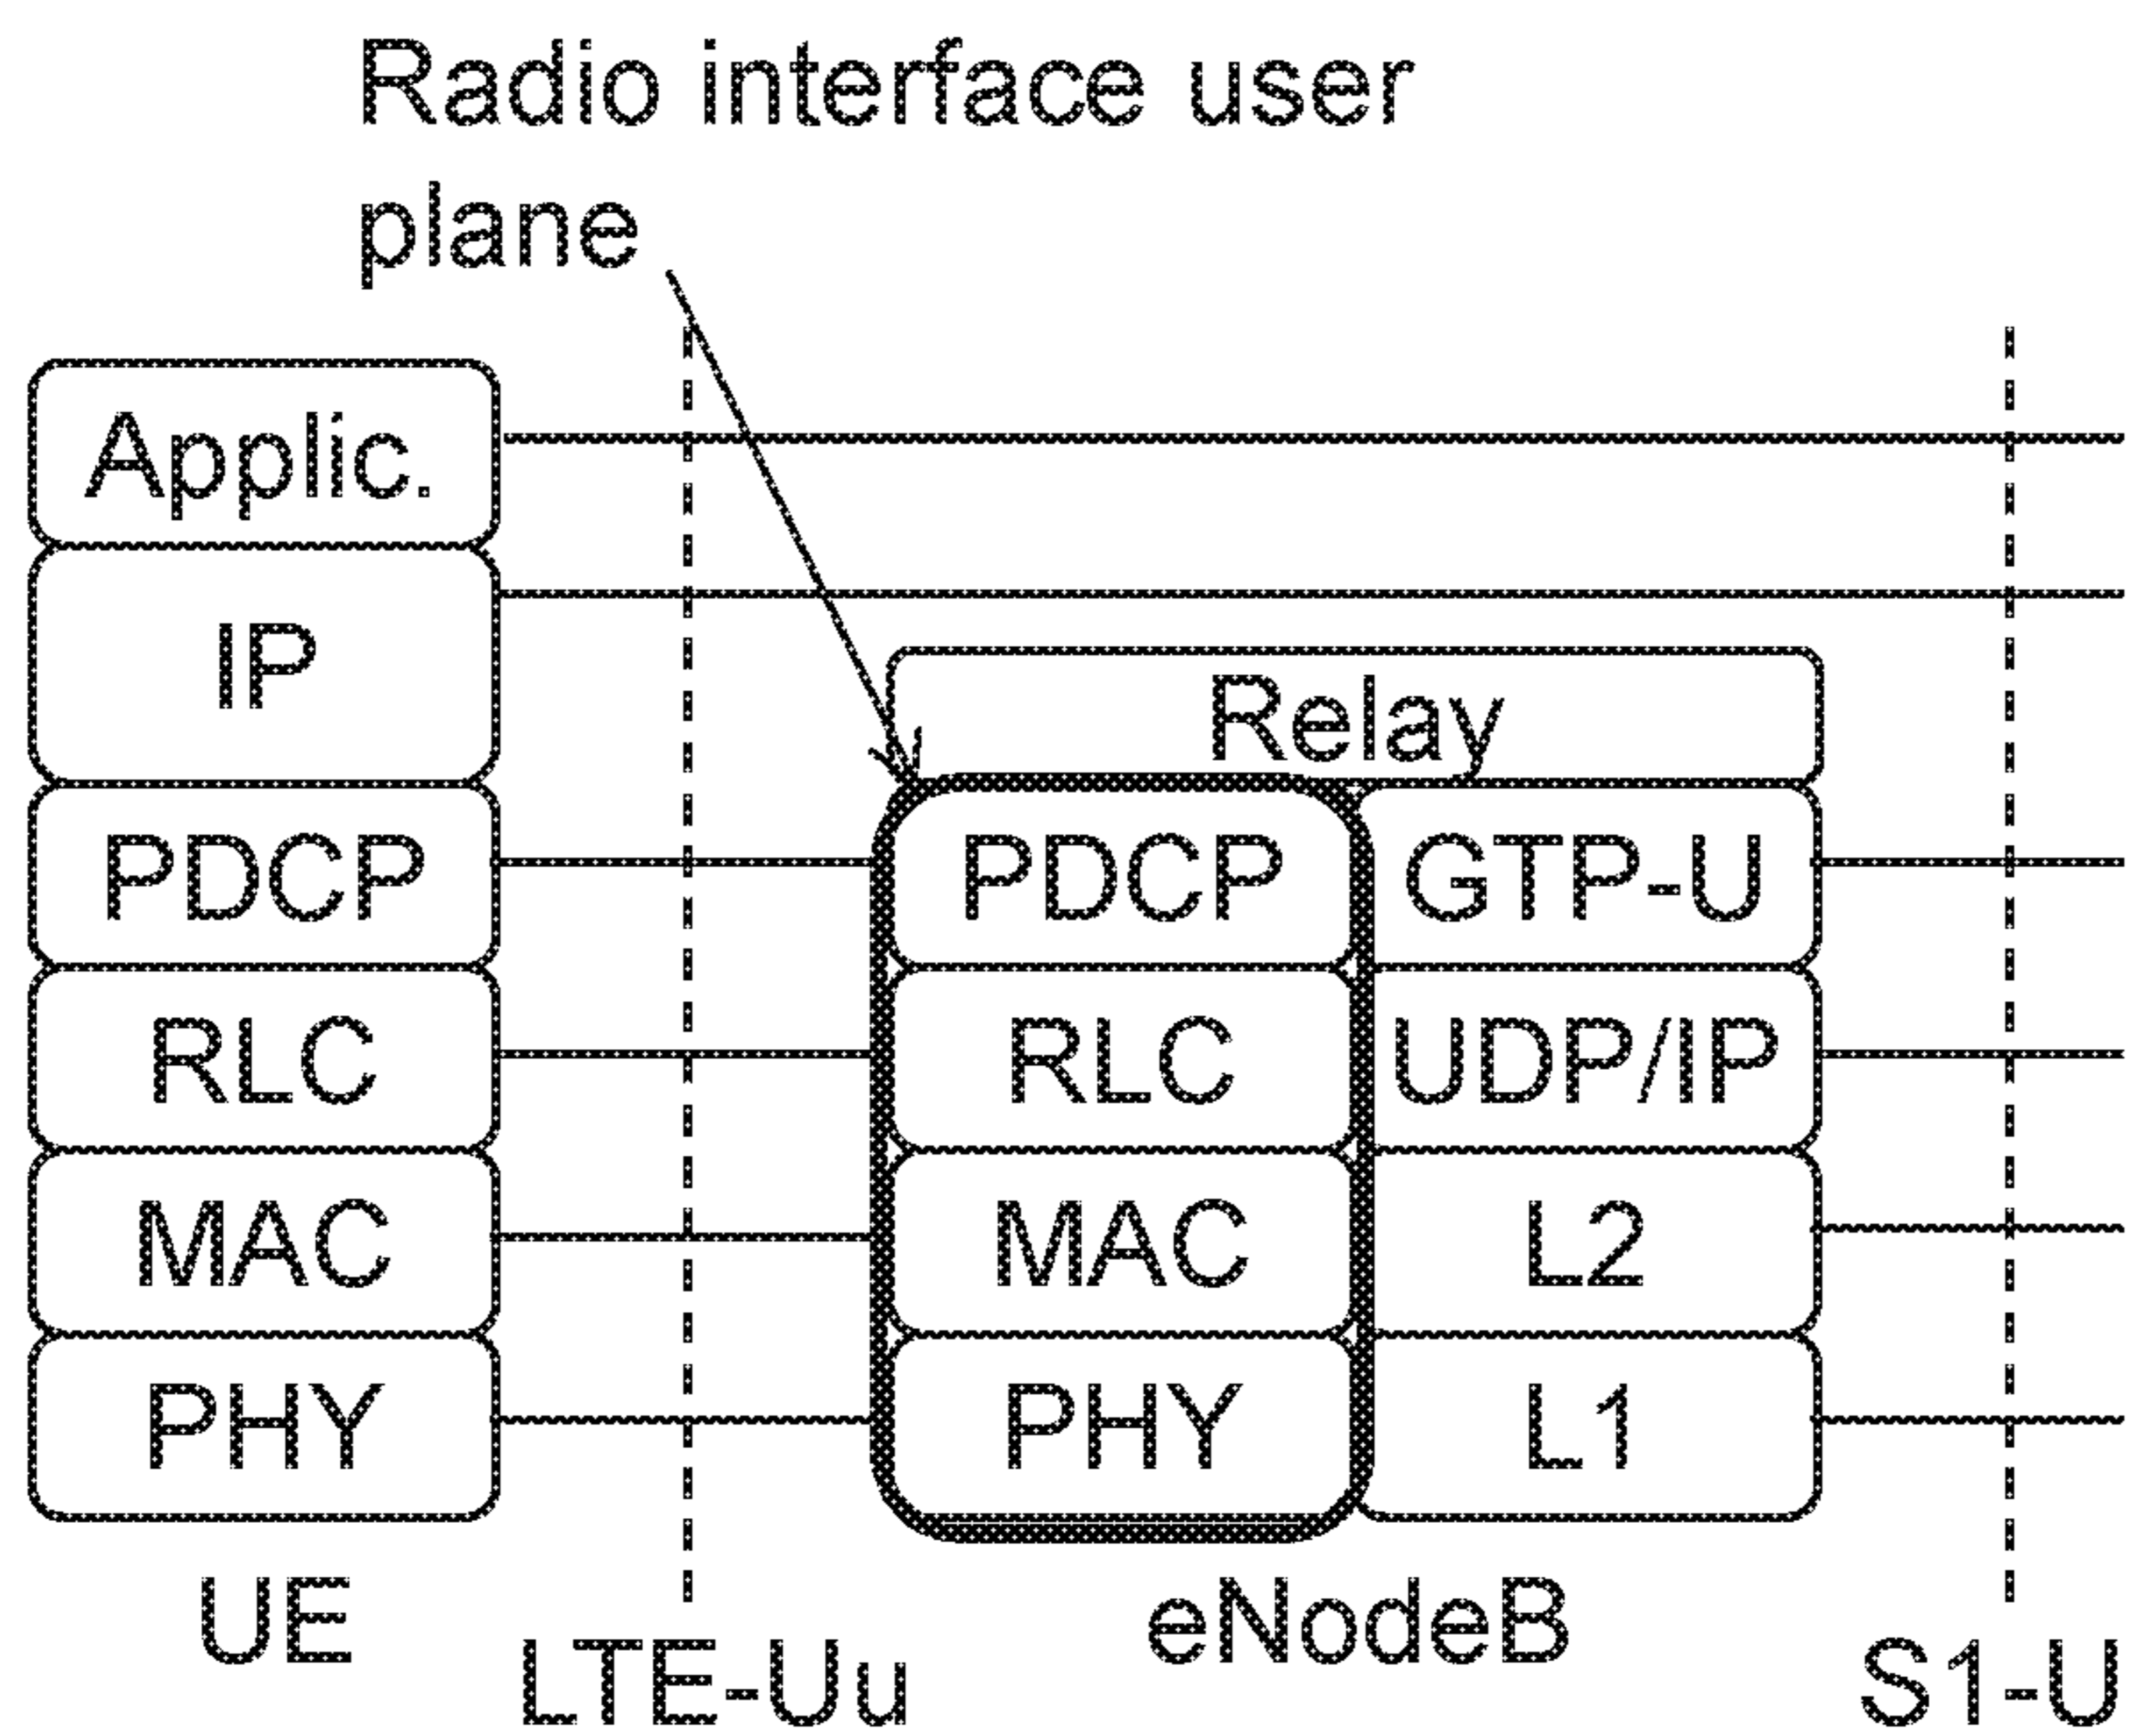 Radio interface user
plane
Applic.
IP
Relay
PDCP PDCP GTP-U
RLC RLC UDP/IP
MAC MAC L2
PHY PHY L1
UE eNodeB
LTE-Uu S1-U